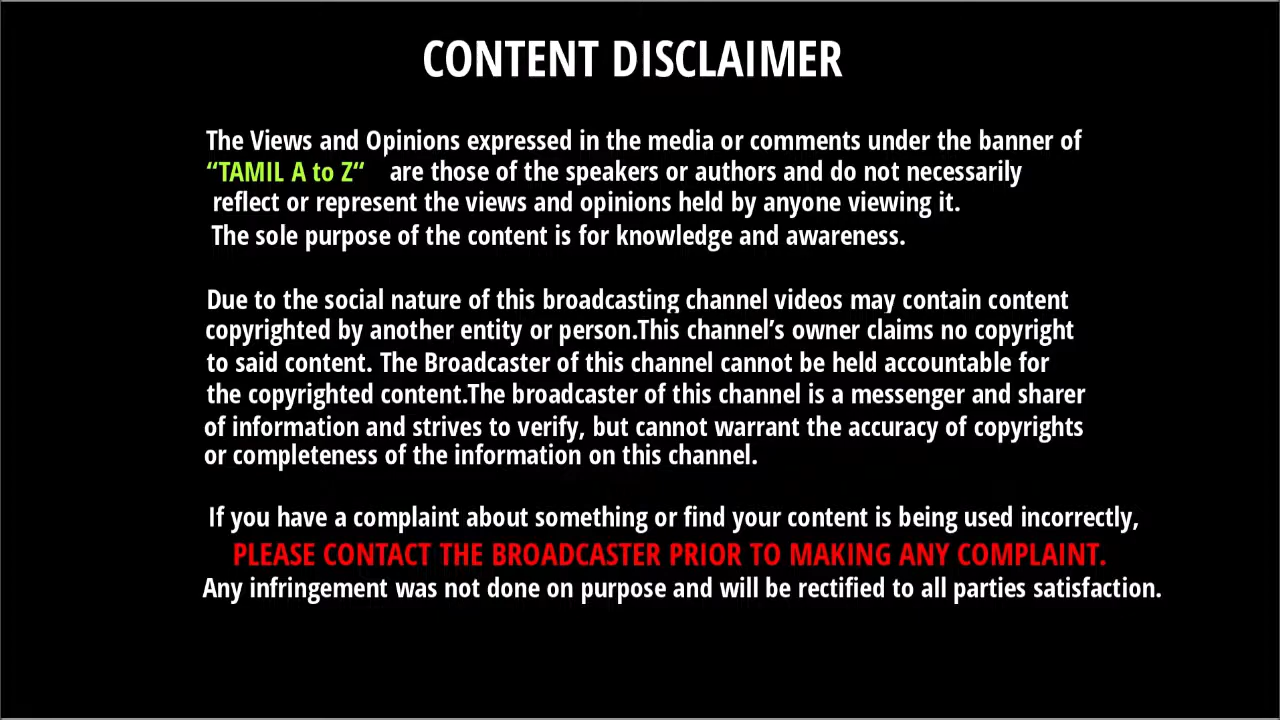 CONTENT DISCLAIMER
The Views and Opinions expressed in the media or comments under the banner of
“TAMIL A to Z“ are those of the speakers or authors and do not necessarily
reflect or represent the views and opinions held by anyone viewing it.
The sole purpose of the content is for knowledge and awareness.
Due to the social nature of this broadcasting channel videos may contain content
copyrighted by another entity or person.This channel’s owner claims no copyright
to said content. The Broadcaster of this channel cannot be held accountable for
the copyrighted content.The broadcaster of this channel is a messenger and sharer
of information and strives to verify, but cannot warrant the accuracy of copyrights
or completeness of the information on this channel.
If you have a complaint about something or find your content is being used incorrectly,
PLEASE CONTACT THE BROADCASTER PRIOR TO MAKING ANY COMPLAINT.
Any infringement was not done on purpose and will be rectified to all parties satisfaction.